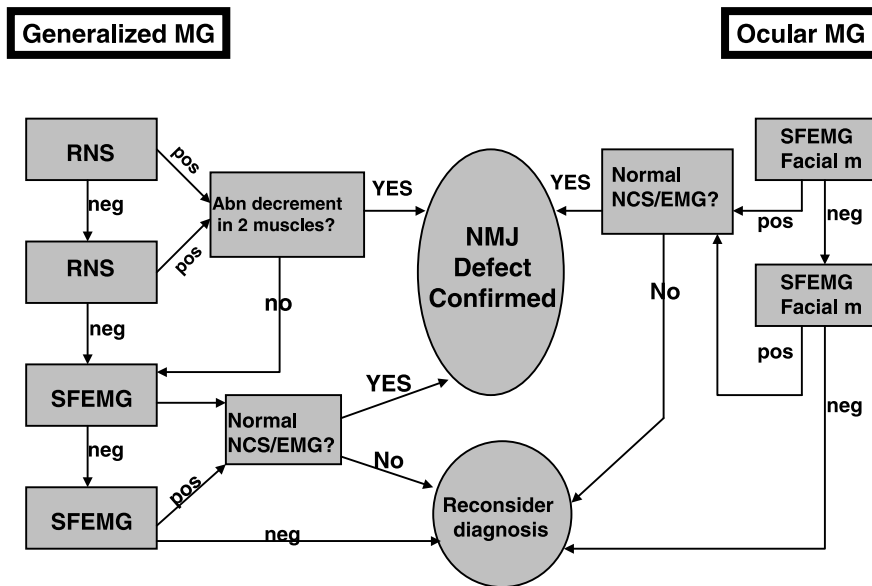 Generalized MG
Ocular MG
RNS
pos
neg
Abn decrement
in 2 muscles?
YES
NMJ
Defect
Confirmed
YES
Normal
NCS/EMG?
SFEMG
Facial m
pos
neg
RNS
pos
neg
no
No
SFEMG
Facial m
pos
neg
SFEMG
neg
Normal
NCS/EMG?
YES
No
SFEMG
pos
neg
Reconsider
diagnosis